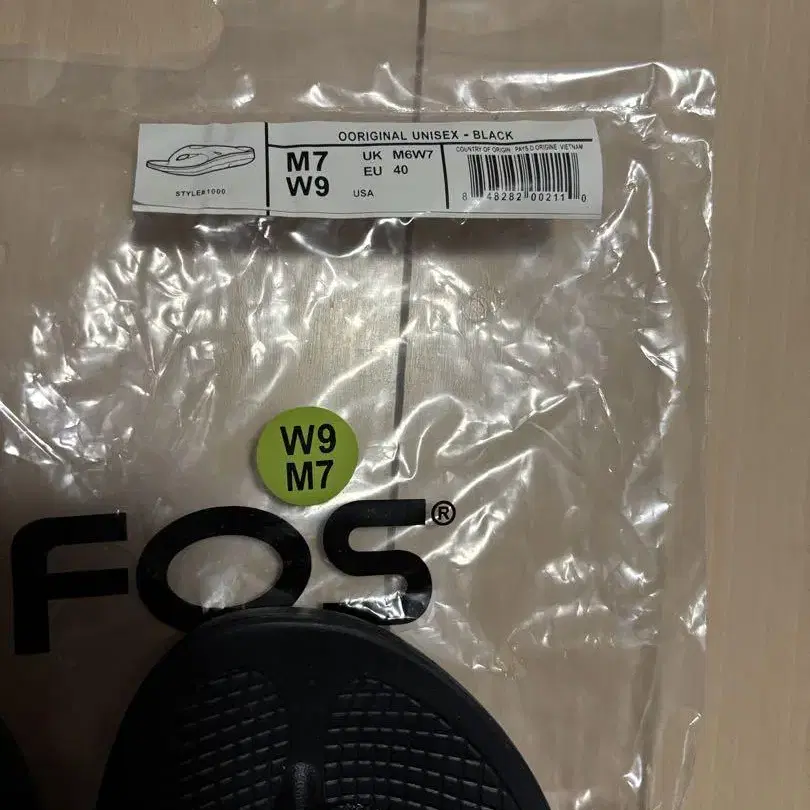 OORIGINAL UNISEX - BLACK
STYLE#1000
M7
W9
UK M6W7
EU 40
USA
COUNTRY OF ORIGIN PAYS D ORIGINE VIETNAM
8 48282 00211 0
W9
M7
FOS®